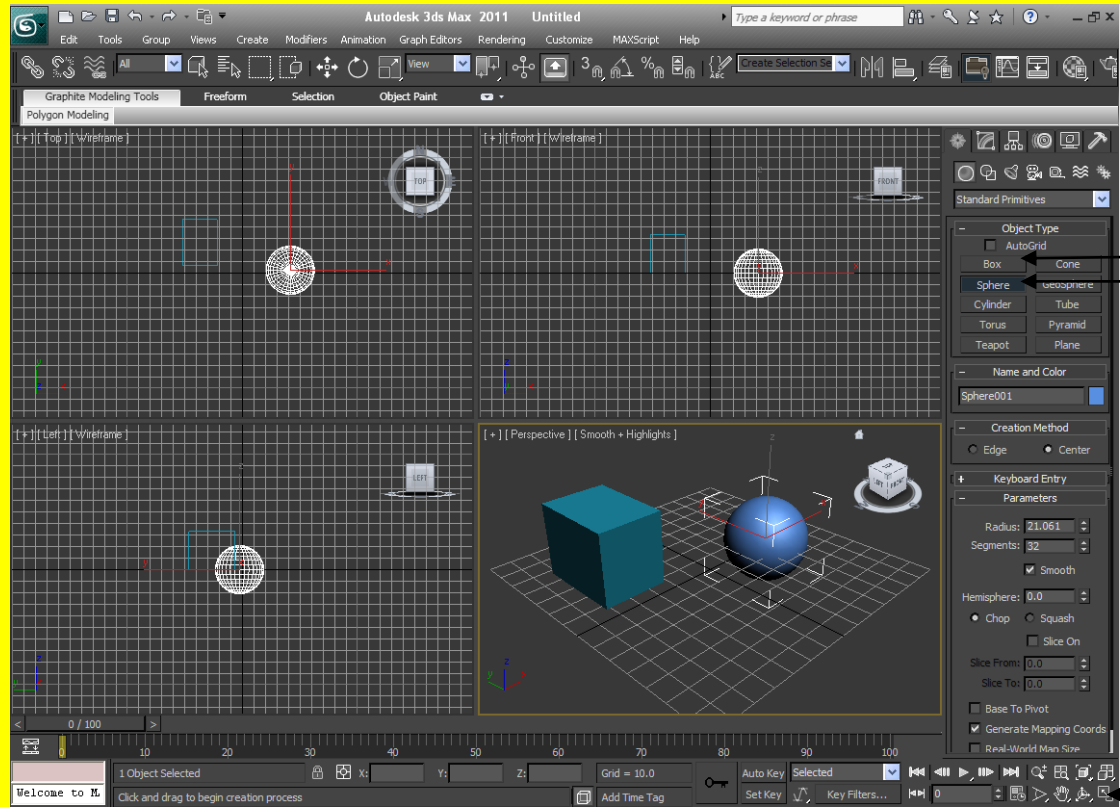 Autodesk 3ds Max 2011 Untitled Type a keyword or phrase
Edit Tools Group Views Create Modifiers Animation Graph Editors Rendering Customize MAXScript Help
All View 3 Create Selection Se
Graphite Modeling Tools Freeform Selection Object Paint
Polygon Modeling
[ + ] [ Top ] [ Wireframe ]
TOP
[ + ] [ Front ] [ Wireframe ]
FRONT
[ + ] [ Left ] [ Wireframe ]
LEFT
[ + ] [ Perspective ] [ Smooth + Highlights ]
TOP
LEFT FRONT
Standard Primitives
- Object Type
AutoGrid
Box Cone
Sphere GeoSphere
Cylinder Tube
Torus Pyramid
Teapot Plane
- Name and Color
Sphere001
- Creation Method
Edge Center
+ Keyboard Entry
- Parameters
Radius: 21.061
Segments: 32
Smooth
Hemisphere: 0.0
Chop Squash
Slice On
Slice From: 0.0
Slice To: 0.0
Base To Pivot
Generate Mapping Coords
Real-World Map Size
< 0 / 100 >
0 10 20 30 40 50 60 70 80 90 100
1 Object Selected X: Y: Z: Grid = 10.0 Auto Key Selected
Welcome to M Click and drag to begin creation process Add Time Tag Set Key Key Filters... 0